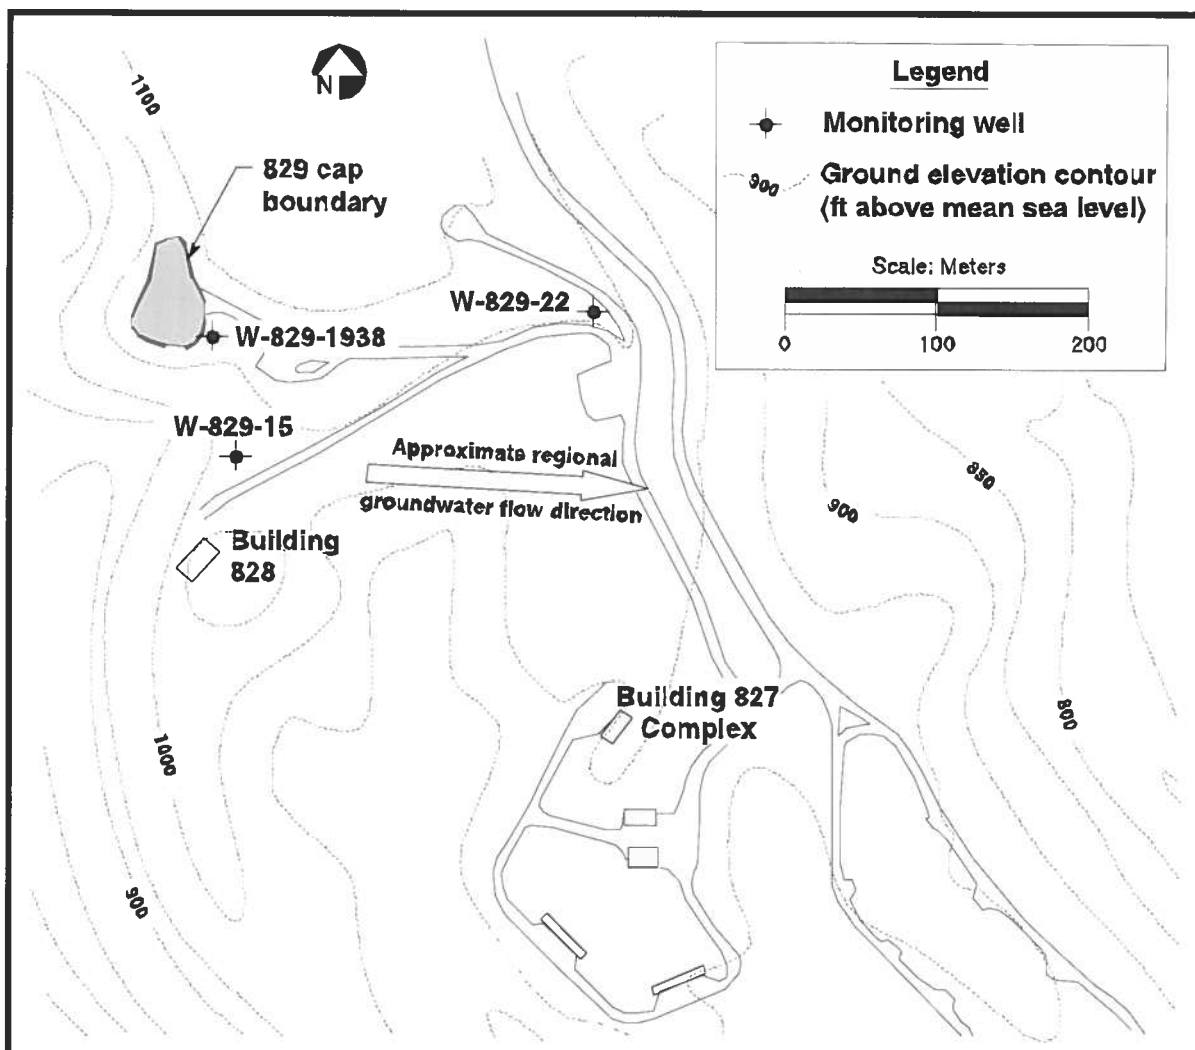 N
1100
829 cap
boundary
Legend
Monitoring well
900
Ground elevation contour
(ft above mean sea level)
Scale: Meters
0 100 200
W-829-22
W-829-1938
W-829-15
Approximate regional
groundwater flow direction
850
900
Building
828
Building 827
Complex
800
1000
900